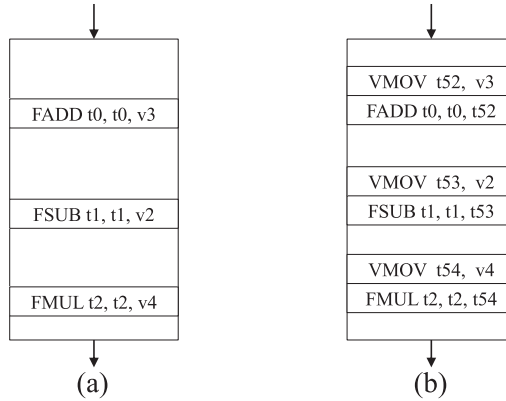 FADD t0, t0, v3
FSUB t1, t1, v2
FMUL t2, t2, v4
(a)
VMOV t52, v3
FADD t0, t0, t52
VMOV t53, v2
FSUB t1, t1, t53
VMOV t54, v4
FMUL t2, t2, t54
(b)